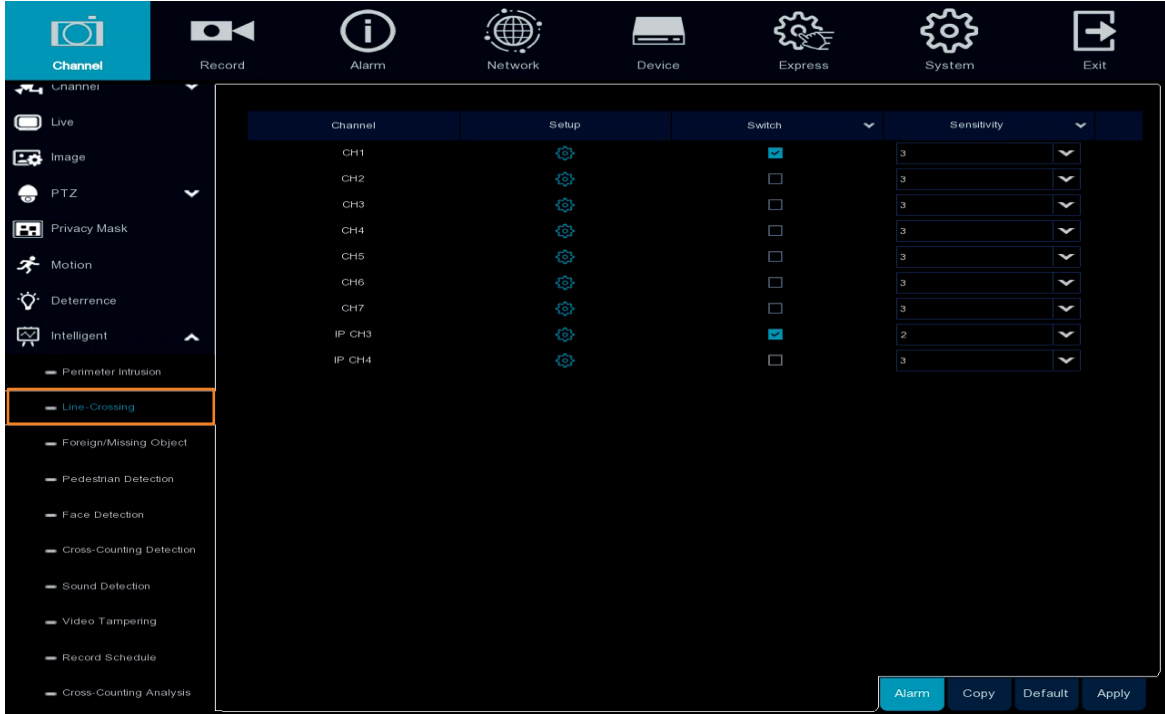 Channel Record Alarm Network Device Express System Exit
Channel
Live
Image
PTZ
Privacy Mask
Motion
Deterrence
Intelligent
Perimeter Intrusion
Line-Crossing
Foreign/Missing Object
Pedestrian Detection
Face Detection
Cross-Counting Detection
Sound Detection
Video Tampering
Record Schedule
Cross-Counting Analysis
Channel Setup Switch Sensitivity
CH1 3
CH2 3
CH3 3
CH4 3
CH5 3
CH6 3
CH7 3
IP CH3 2
IP CH4 3
Alarm Copy Default Apply